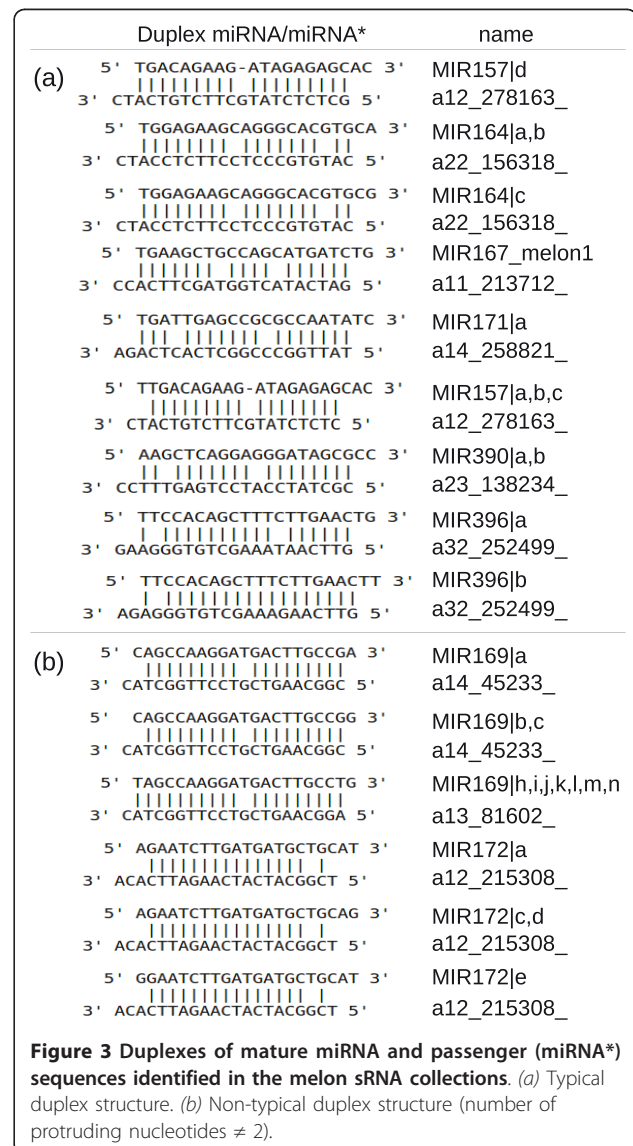 Duplex miRNA/miRNA* name
(a)
5' TGACAGAAG-ATAGAGAGCAC 3' MIR157|d
||||||||| |||||||||
3' CTACTGTCTTCGTATCTCTCG 5' a12_278163_
5' TGGAGAAGCAGGGCACGTGCA 3' MIR164|a,b
|||||||| ||||||| ||
3' CTACCTCTTCCTCCCGTGTAC 5' a22_156318_
5' TGGAGAAGCAGGGCACGTGCG 3' MIR164|c
|||||||| ||||||| ||
3' CTACCTCTTCCTCCCGTGTAC 5' a22_156318_
5' TGAAGCTGCCAGCATGATCTG 3' MIR167_melon1
||||||| |||| ||||||
3' CCACTTCGATGGTCATACTAG 5' a11_213712_
5' TGATTGAGCCGCGCCAATATC 3' MIR171|a
||| ||||||| |||||||
3' AGACTCACTCGGCCCGGTTAT 5' a14_258821_
5' TTGACAGAAG-ATAGAGAGCAC 3' MIR157|a,b,c
||||||||| ||||||||
3' CTACTGTCTTCGTATCTCTC 5' a12_278163_
5' AAGCTCAGGAGGGATAGCGCC 3' MIR390|a,b
|| ||||||| ||||||||
3' CCTTTGAGTCCTACCTATCGC 5' a23_138234_
5' TTCCACAGCTTTCTTGAACTG 3' MIR396|a
| |||||||||| ||||||
3' GAAGGGTGTCGAAATAACTTG 5' a32_252499_
5' TTCCACAGCTTTCTTGAACTT 3' MIR396|b
| |||||||||||||||||
3' AGAGGGTGTCGAAAGAACTTG 5' a32_252499_
(b)
5' CAGCCAAGGATGACTTGCCGA 3' MIR169|a
||||||||| |||||||||
3' CATCGGTTCCTGCTGAACGGC 5' a14_45233_
5' CAGCCAAGGATGACTTGCCGG 3' MIR169|b,c
||||||||| |||||||||
3' CATCGGTTCCTGCTGAACGGC 5' a14_45233_
5' TAGCCAAGGATGACTTGCCTG 3' MIR169|h,i,j,k,l,m,n
|||||||||| |||||||||
3' CATCGGTTCCTGCTGAACGGA 5' a13_81602_
5' AGAATCTTGATGATGCTGCAT 3' MIR172|a
||||||||||||||| |
3' ACACTTAGAACTACTACGGCT 5' a12_215308_
5' AGAATCTTGATGATGCTGCAG 3' MIR172|c,d
||||||||||||||| |
3' ACACTTAGAACTACTACGGCT 5' a12_215308_
5' GGAATCTTGATGATGCTGCAT 3' MIR172|e
||||||||||||||| |
3' ACACTTAGAACTACTACGGCT 5' a12_215308_
Figure 3 Duplexes of mature miRNA and passenger (miRNA*)
sequences identified in the melon sRNA collections. (a) Typical
duplex structure. (b) Non-typical duplex structure (number of
protruding nucleotides ≠ 2).